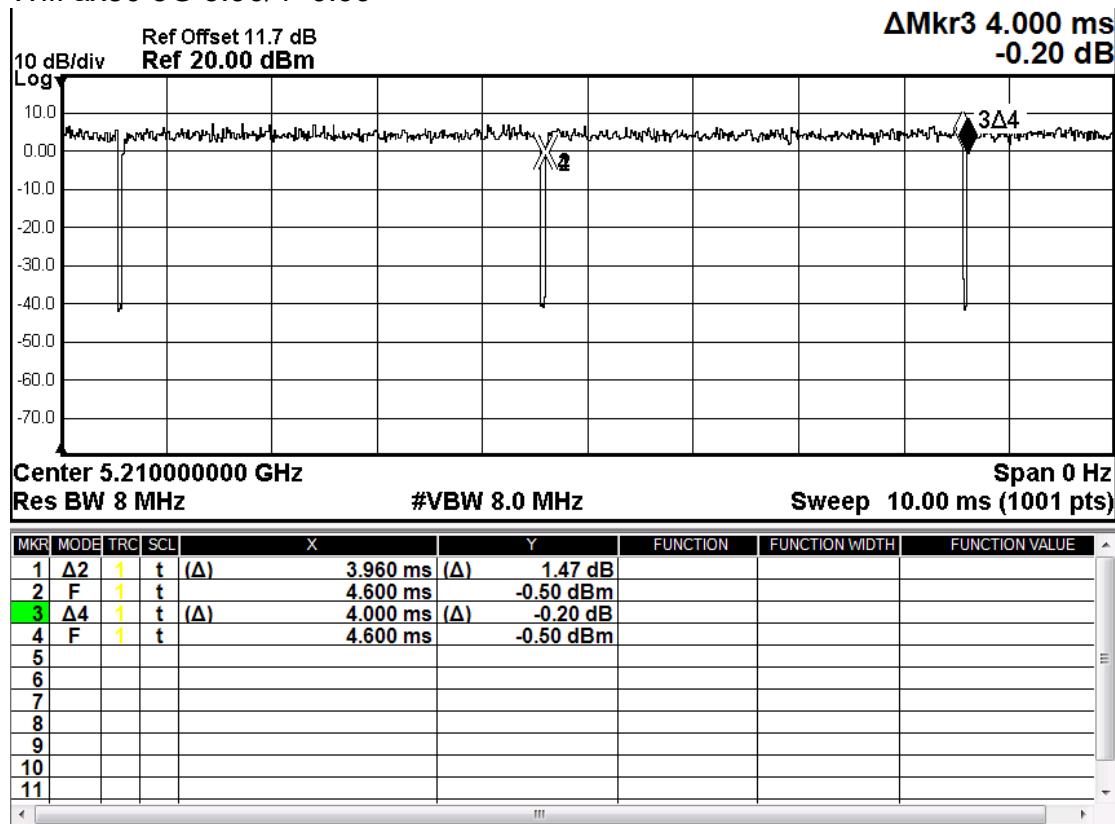 ΔMkr3 4.000 ms
Ref Offset 11.7 dB
-0.20 dB
10 dB/div Ref 20.00 dBm
Log
10.0
0.00
-10.0
-20.0
-30.0
-40.0
-50.0
-60.0
-70.0
3Δ4
2
Center 5.210000000 GHz Span 0 Hz
Res BW 8 MHz #VBW 8.0 MHz Sweep 10.00 ms (1001 pts)
MKR MODE TRC SCL X Y FUNCTION FUNCTION WIDTH FUNCTION VALUE
1 Δ2 1 t (Δ) 3.960 ms (Δ) 1.47 dB
2 F 1 t 4.600 ms -0.50 dBm
3 Δ4 1 t (Δ) 4.000 ms (Δ) -0.20 dB
4 F 1 t 4.600 ms -0.50 dBm
5
6
7
8
9
10
11